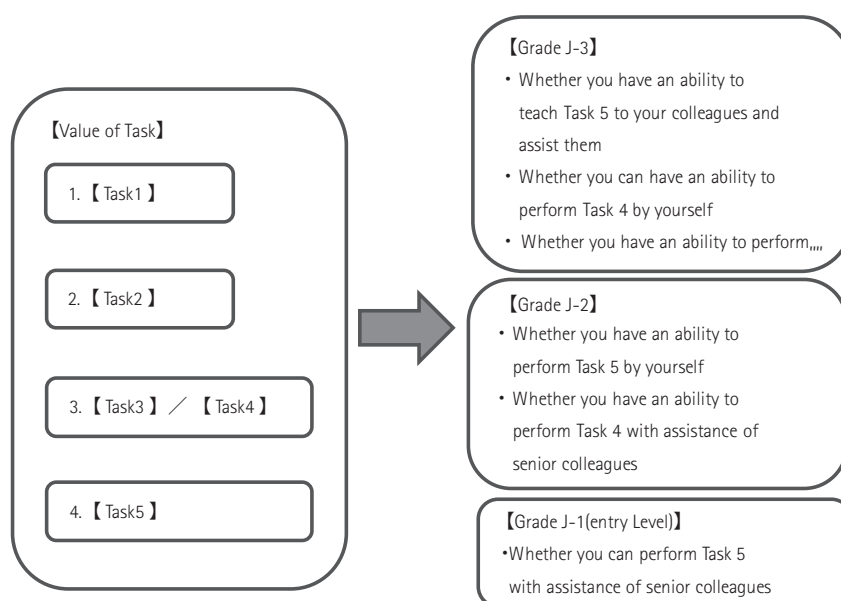 【Value of Task】
1.【 Task1 】
2.【 Task2 】
3.【 Task3 】 ／ 【 Task4 】
4.【 Task5 】
【Grade J-3】
・ Whether you have an ability to
teach Task 5 to your colleagues and
assist them
・ Whether you can have an ability to
perform Task 4 by yourself
・ Whether you have an ability to perform,,,,
【Grade J-2】
・ Whether you have an ability to
perform Task 5 by yourself
・ Whether you have an ability to
perform Task 4 with assistance of
senior colleagues
【Grade J-1(entry Level)】
・Whether you can perform Task 5
with assistance of senior colleagues